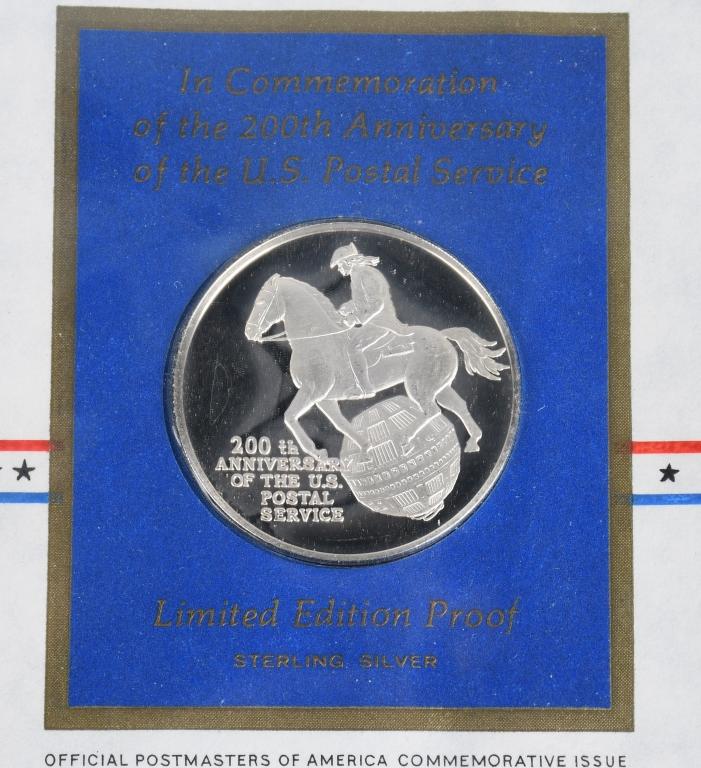 In Commemoration
of the 200th Anniversary
of the U.S. Postal Service
200 th
ANNIVERSARY
OF THE U.S.
POSTAL
SERVICE
Limited Edition Proof
STERLING SILVER
OFFICIAL POSTMASTERS OF AMERICA COMMEMORATIVE ISSUE